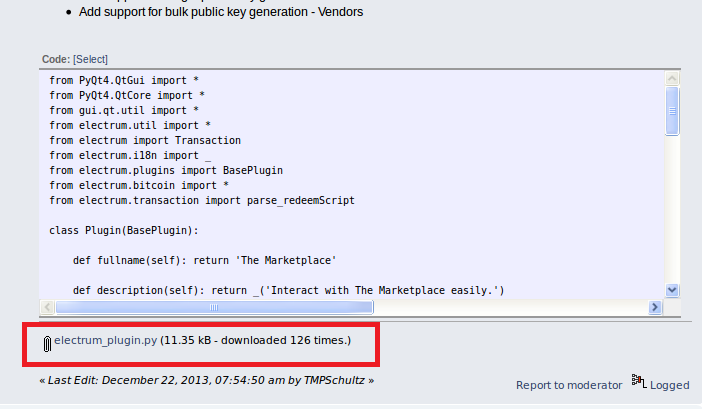 Add support for bulk public key generation - Vendors
Code: [Select]
from PyQt4.QtGui import *
from PyQt4.QtCore import *
from gui.qt.util import *
from electrum.util import *
from electrum import Transaction
from electrum.i18n import _
from electrum.plugins import BasePlugin
from electrum.bitcoin import *
from electrum.transaction import parse_redeemScript
class Plugin(BasePlugin):
def fullname(self): return 'The Marketplace'
def description(self): return _('Interact with The Marketplace easily.')
electrum_plugin.py (11.35 kB - downloaded 126 times.)
« Last Edit: December 22, 2013, 07:54:50 am by TMPSchultz »
Report to moderator Logged